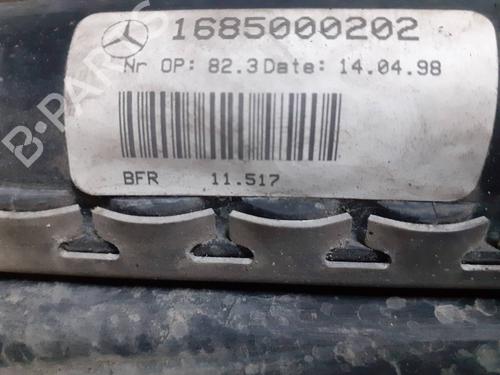 1685000202
Nr OP: 82.3 Date: 14.04.98
BFR 11.517
B-PARTS